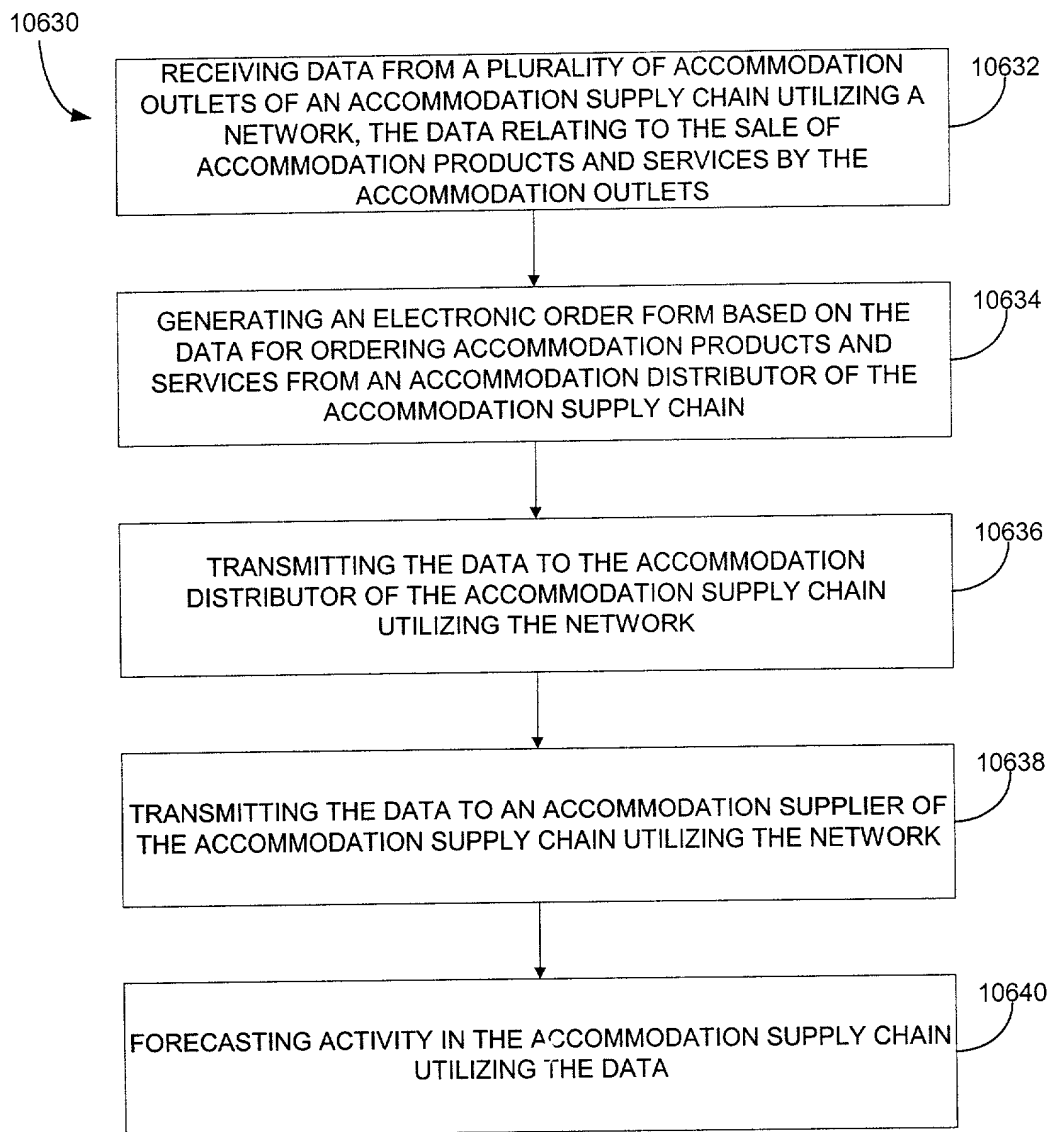 10630
RECEIVING DATA FROM A PLURALITY OF ACCOMMODATION
OUTLETS OF AN ACCOMMODATION SUPPLY CHAIN UTILIZING A
NETWORK, THE DATA RELATING TO THE SALE OF
ACCOMMODATION PRODUCTS AND SERVICES BY THE
ACCOMMODATION OUTLETS
10632
GENERATING AN ELECTRONIC ORDER FORM BASED ON THE
DATA FOR ORDERING ACCOMMODATION PRODUCTS AND
SERVICES FROM AN ACCOMMODATION DISTRIBUTOR OF THE
ACCOMMODATION SUPPLY CHAIN
10634
TRANSMITTING THE DATA TO THE ACCOMMODATION
DISTRIBUTOR OF THE ACCOMMODATION SUPPLY CHAIN
UTILIZING THE NETWORK
10636
TRANSMITTING THE DATA TO AN ACCOMMODATION SUPPLIER OF
THE ACCOMMODATION SUPPLY CHAIN UTILIZING THE NETWORK
10638
FORECASTING ACTIVITY IN THE ACCOMMODATION SUPPLY CHAIN
UTILIZING THE DATA
10640